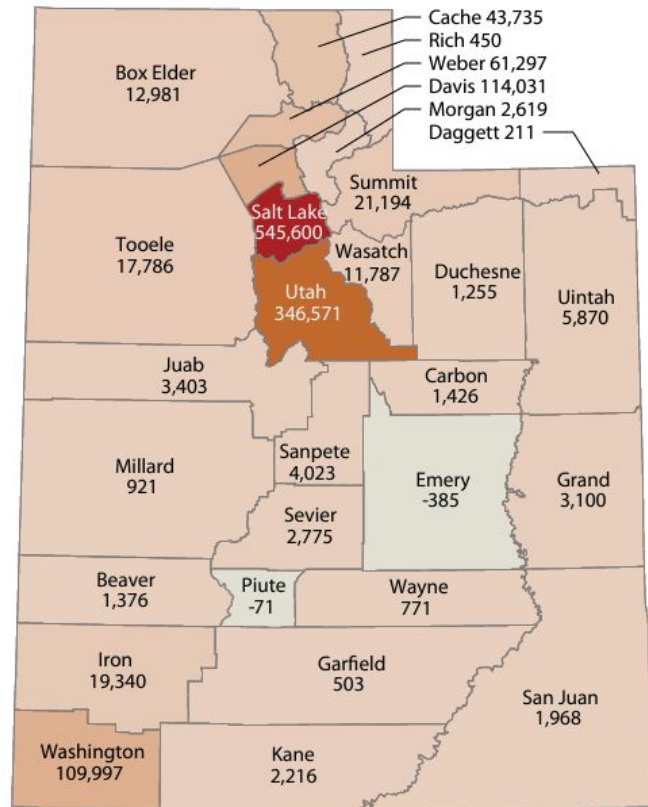 Cache 43,735
Rich 450
Weber 61,297
Davis 114,031
Morgan 2,619
Daggett 211
Box Elder
12,981
Summit
21,194
Salt Lake
545,600
Tooele
17,786
Wasatch
11,787
Duchesne
1,255
Uintah
5,870
Utah
346,571
Juab
3,403
Carbon
1,426
Sanpete
4,023
Millard
921
Emery
-385
Grand
3,100
Sevier
2,775
Beaver
1,376
Piute
-71
Wayne
771
Iron
19,340
Garfield
503
San Juan
1,968
Washington
109,997
Kane
2,216